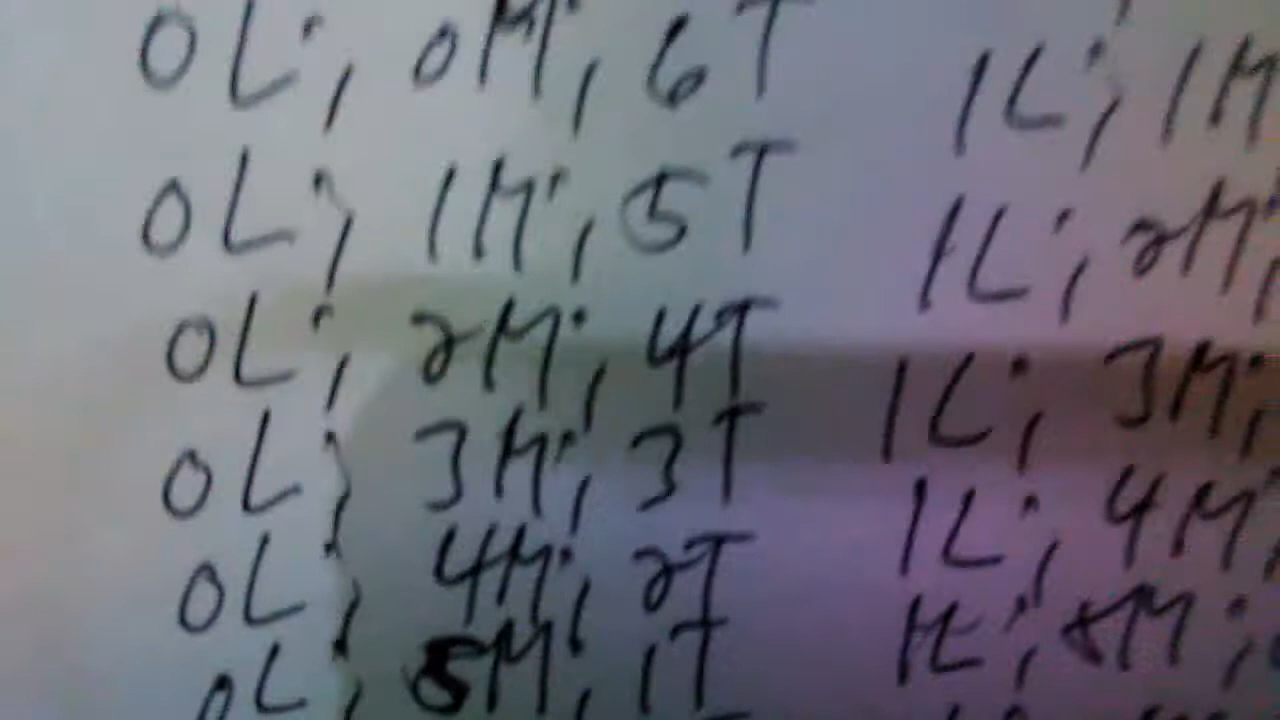 0L; 0M; 6T
0L; 1M; 5T
0L; 2M; 4T
0L; 3M; 3T
0L; 4M; 2T
0L; 5M; 1T
1L; 1M
1L; 2M;
1L; 3M;
1L; 4M
1L; 5M;